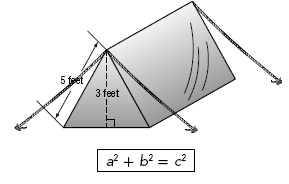 5 feet
3 feet
a² + b² = c²